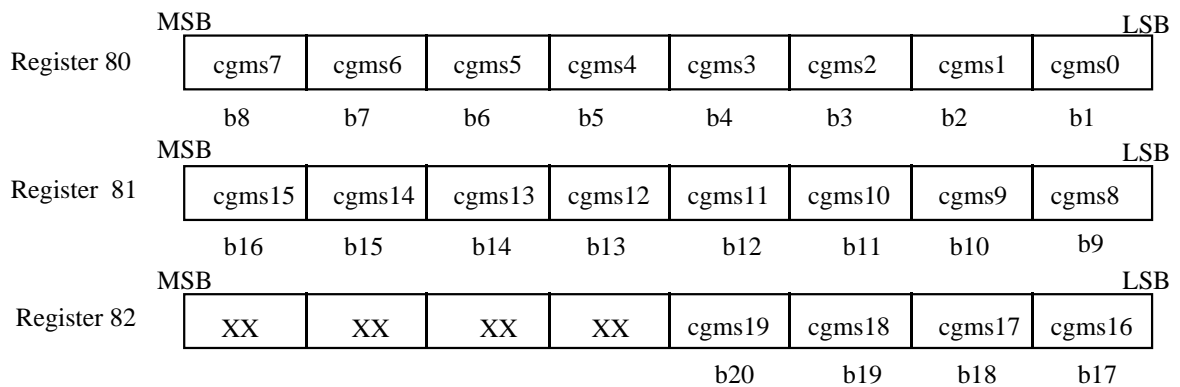 MSB LSB
Register 80 cgms7 cgms6 cgms5 cgms4 cgms3 cgms2 cgms1 cgms0
b8 b7 b6 b5 b4 b3 b2 b1
MSB LSB
Register 81 cgms15 cgms14 cgms13 cgms12 cgms11 cgms10 cgms9 cgms8
b16 b15 b14 b13 b12 b11 b10 b9
MSB LSB
Register 82 XX XX XX XX cgms19 cgms18 cgms17 cgms16
b20 b19 b18 b17